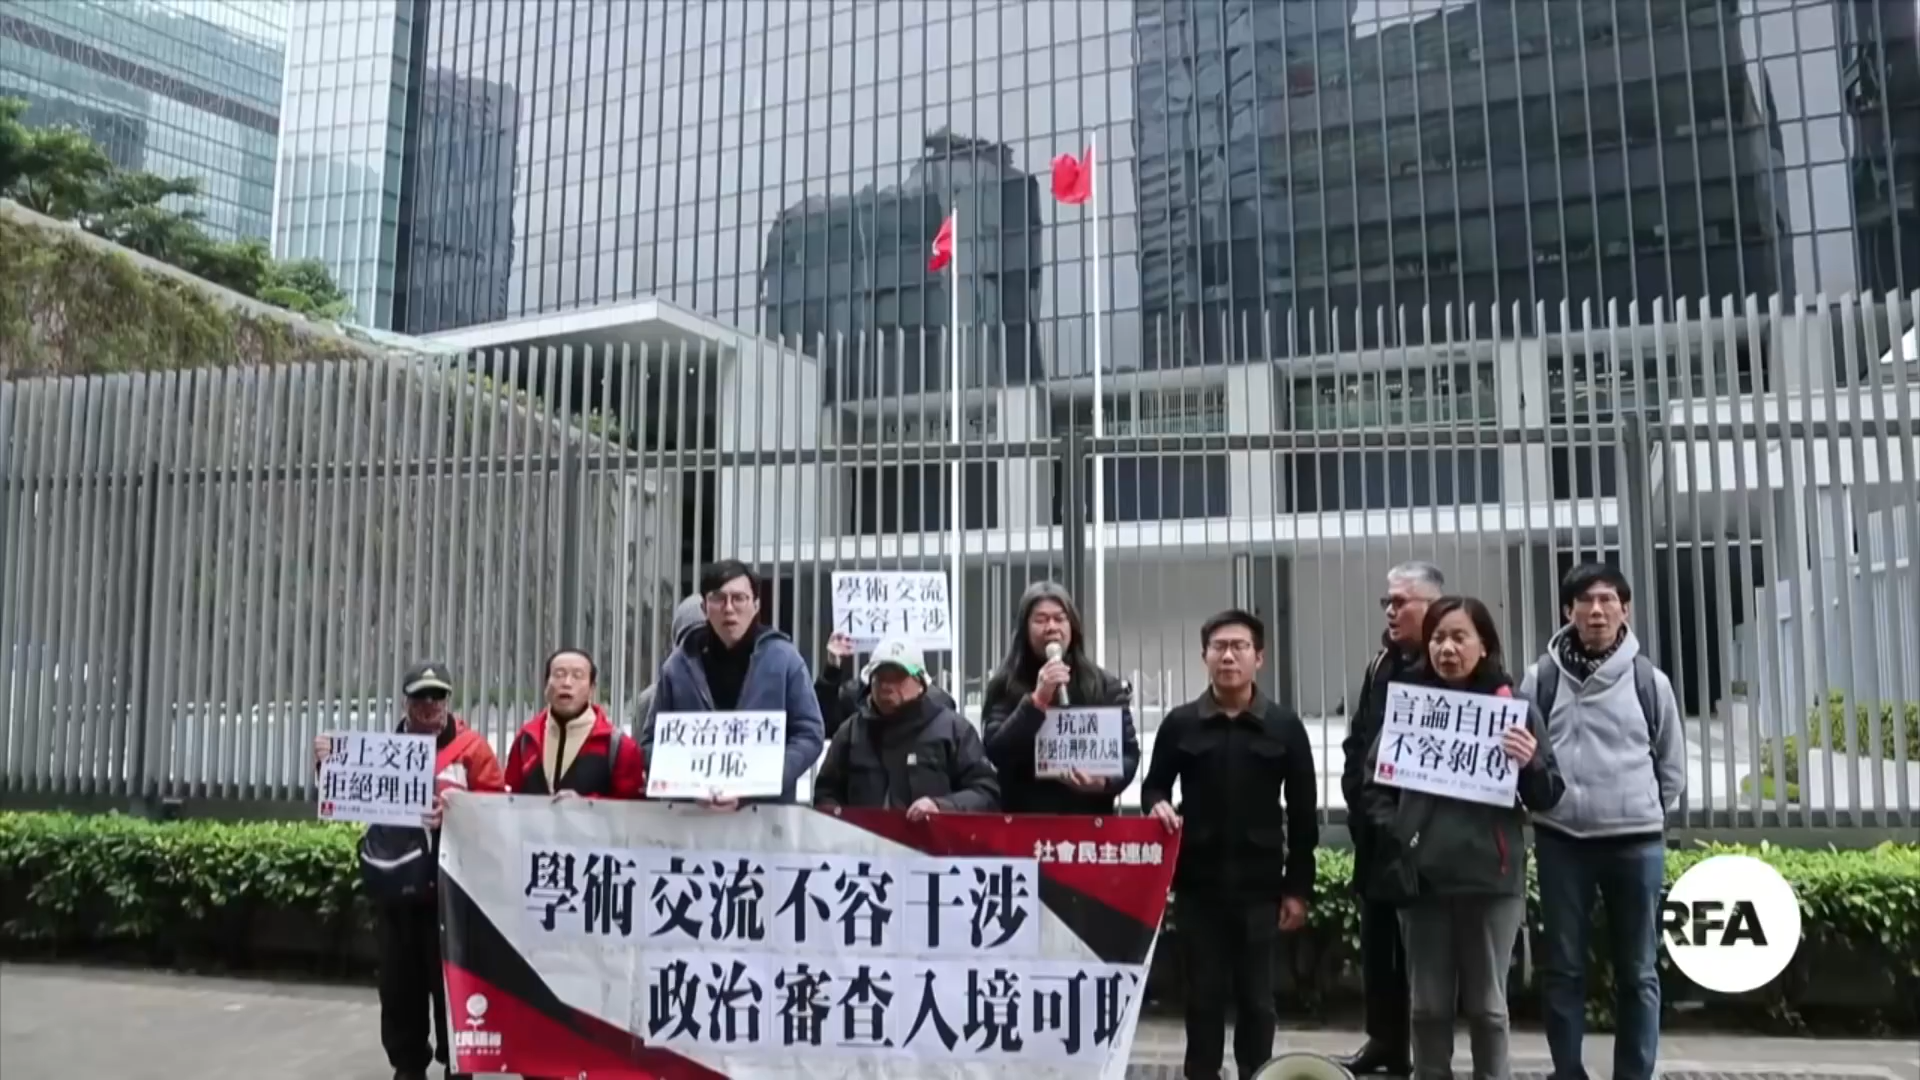 學術交流
不容干涉
政治審查
可恥
抗議
拒絕台灣學者入境
言論自由
不容剝奪
馬上交待
拒絕理由
社會民主連線
學術交流不容干涉
政治審查入境可恥
RFA